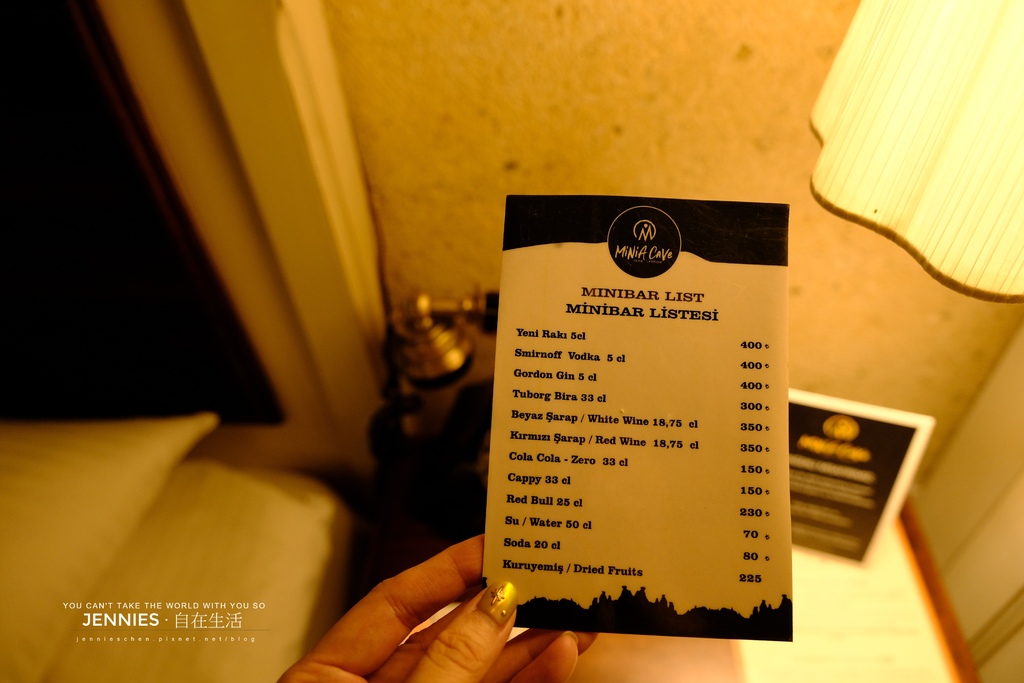 MiNiA CaVe
MINIBAR LIST
MİNİBAR LİSTESİ
Yeni Rakı 5cl 400 ₺
Smirnoff Vodka 5 cl 400 ₺
Gordon Gin 5 cl 400 ₺
Tuborg Bira 33 cl 300 ₺
Beyaz Şarap / White Wine 18,75 cl 350 ₺
Kırmızı Şarap / Red Wine 18,75 cl 350 ₺
Cola Cola - Zero 33 cl 150 ₺
Cappy 33 cl 150 ₺
Red Bull 25 cl 230 ₺
Su / Water 50 cl 70 ₺
Soda 20 cl 80 ₺
Kuruyemiş / Dried Fruits 225
YOU CAN'T TAKE THE WORLD WITH YOU SO
JENNIES · 自在生活
jennieschen.pixnet.net/blog